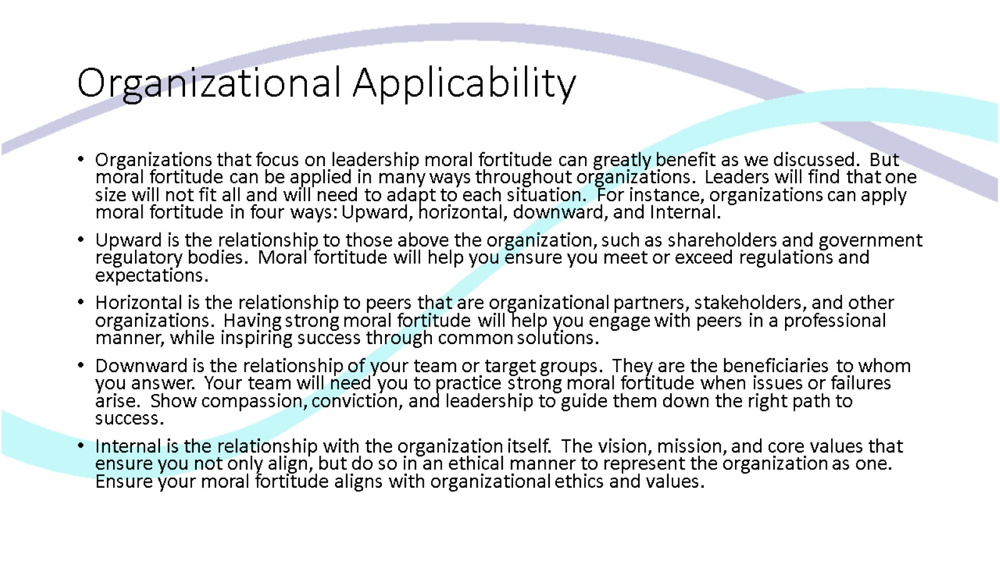 Organizational Applicability
• Organizations that focus on leadership moral fortitude can greatly benefit as we discussed.  But
moral fortitude can be applied in many ways throughout organizations.  Leaders will find that one
size will not fit all and will need to adapt to each situation.  For instance, organizations can apply
moral fortitude in four ways: Upward, horizontal, downward, and Internal.
• Upward is the relationship to those above the organization, such as shareholders and government
regulatory bodies.  Moral fortitude will help you ensure you meet or exceed regulations and
expectations.
• Horizontal is the relationship to peers that are organizational partners, stakeholders, and other
organizations.  Having strong moral fortitude will help you engage with peers in a professional
manner, while inspiring success through common solutions.
• Downward is the relationship of your team or target groups.  They are the beneficiaries to whom
you answer.  Your team will need you to practice strong moral fortitude when issues or failures
arise.  Show compassion, conviction, and leadership to guide them down the right path to
success.
• Internal is the relationship with the organization itself.  The vision, mission, and core values that
ensure you not only align, but do so in an ethical manner to represent the organization as one.
Ensure your moral fortitude aligns with organizational ethics and values.